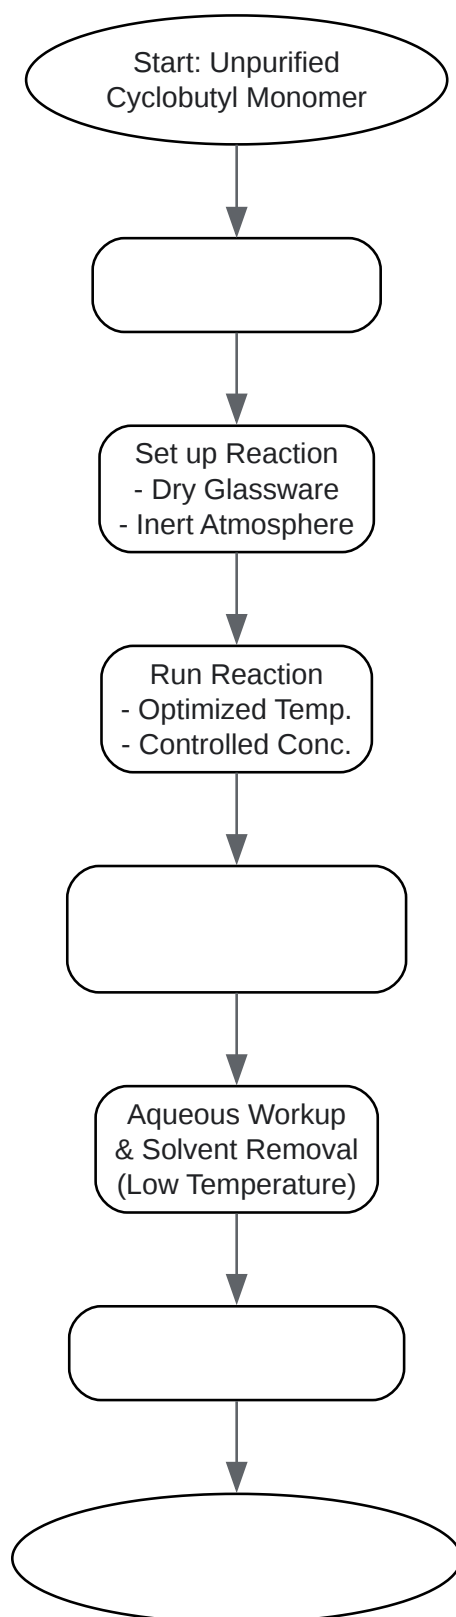 Start: Unpurified
Cyclobutyl Monomer
Set up Reaction
- Dry Glassware
- Inert Atmosphere
Run Reaction
- Optimized Temp.
- Controlled Conc.
Aqueous Workup
& Solvent Removal
(Low Temperature)